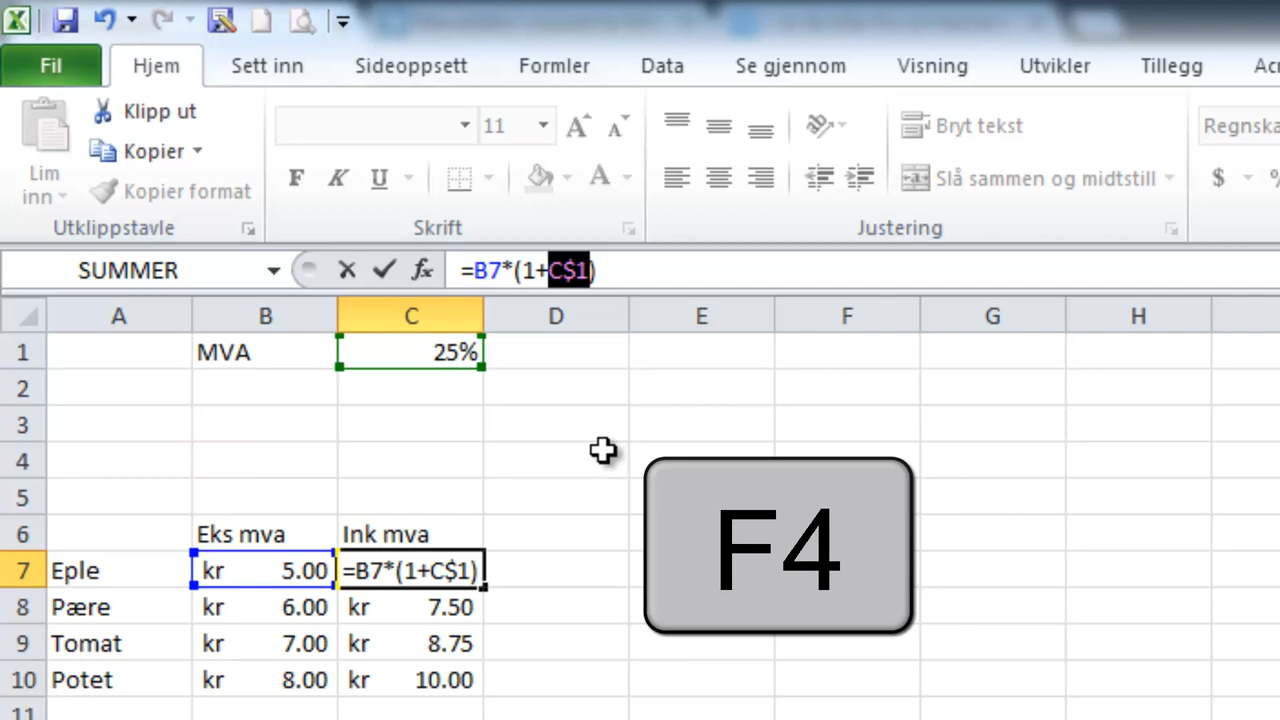 Fil Hjem Sett inn Sideoppsett Formler Data Se gjennom Visning Utvikler Tillegg
Klipp ut
Kopier
Kopier format
Lim
inn
Utklippstavle
11 A A
F K U A
Skrift
Bryt tekst
Slå sammen og midtstill
Justering
$ %
SUMMER fx =B7*(1+C$1)
A B C D E F G H
1 MVA 25%
2
3
4
5
6 Eks mva Ink mva
7 Eple kr 5.00 =B7*(1+C$1)
8 Pære kr 6.00 kr 7.50
9 Tomat kr 7.00 kr 8.75
10 Potet kr 8.00 kr 10.00
11
F4